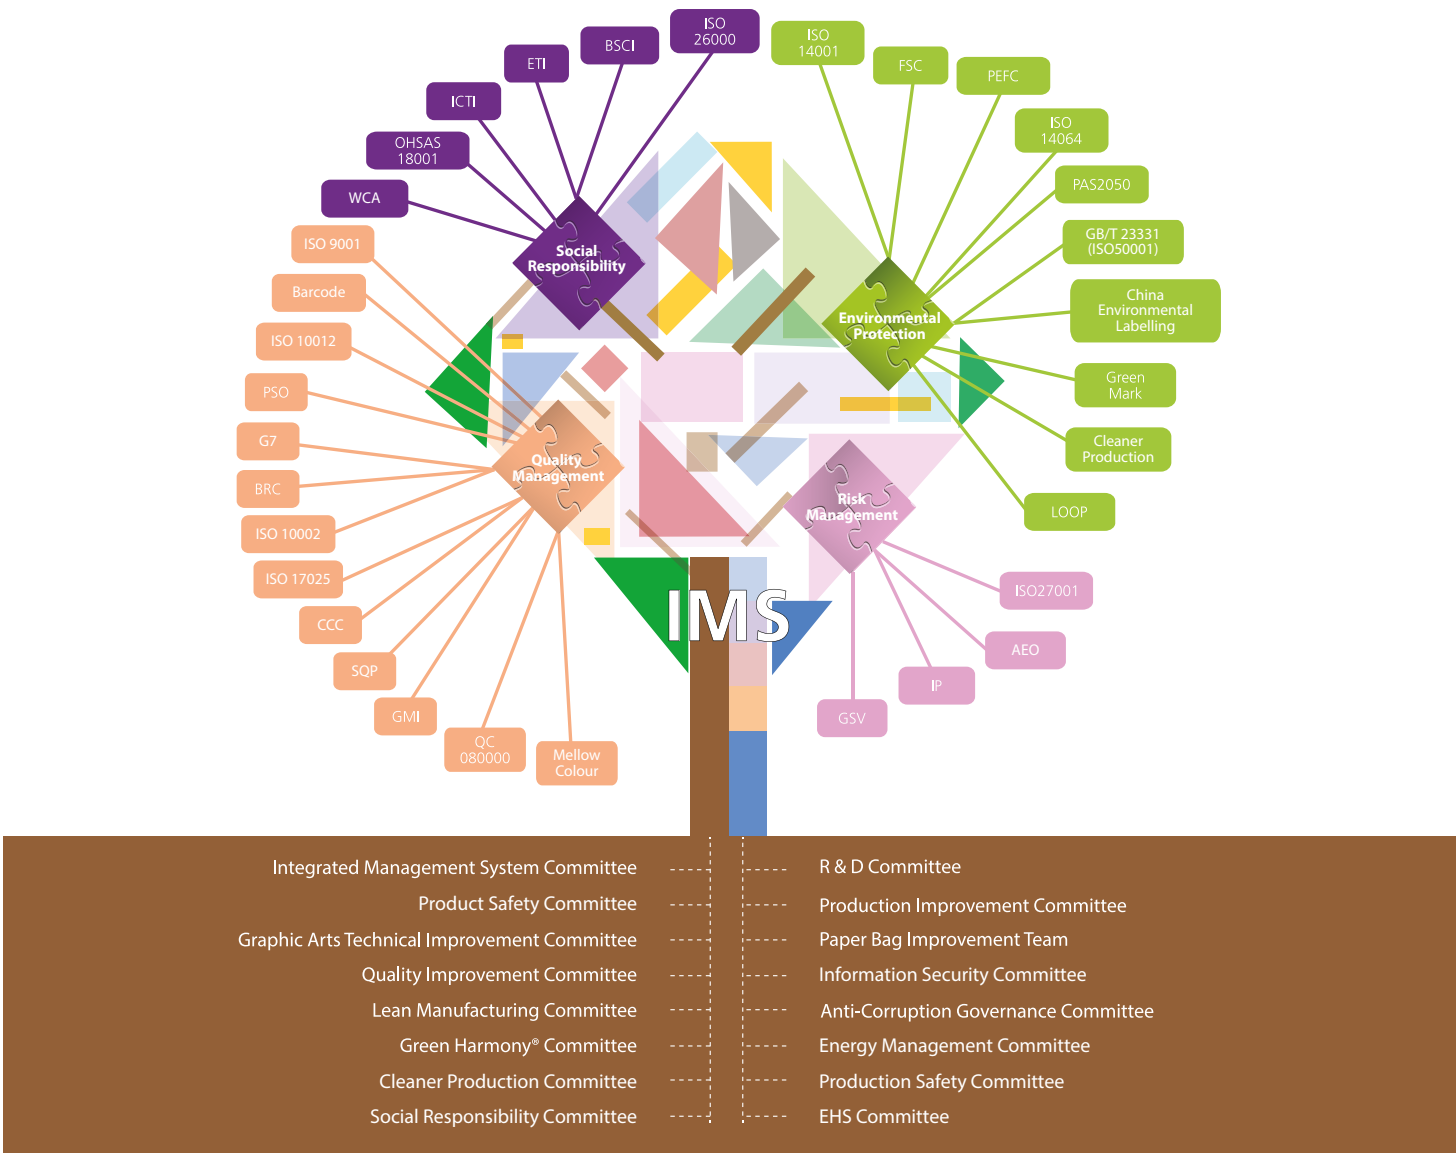 ISO
26000
BSCI
ETI
ICTI
OHSAS
18001
WCA
Social
Responsibility
ISO
14001
FSC
PEFC
ISO
14064
PAS2050
GB/T 23331
(ISO50001)
China
Environmental
Labelling
Green
Mark
Cleaner
Production
LOOP
Environmental
Protection
ISO 9001
Barcode
ISO 10012
PSO
G7
BRC
ISO 10002
ISO 17025
CCC
SQP
GMI
QC
080000
Mellow
Colour
Quality
Management
Risk
Management
ISO27001
AEO
IP
GSV
IMS
Integrated Management System Committee
Product Safety Committee
Graphic Arts Technical Improvement Committee
Quality Improvement Committee
Lean Manufacturing Committee
Green Harmony® Committee
Cleaner Production Committee
Social Responsibility Committee
R & D Committee
Production Improvement Committee
Paper Bag Improvement Team
Information Security Committee
Anti-Corruption Governance Committee
Energy Management Committee
Production Safety Committee
EHS Committee